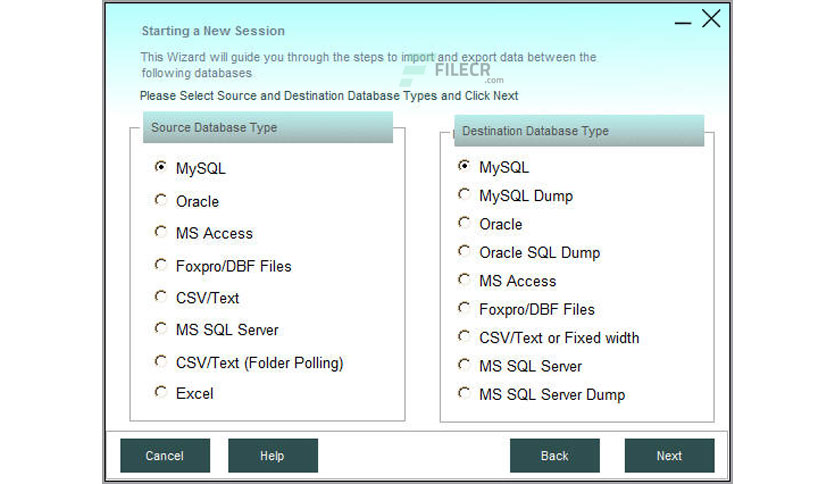 Starting a New Session
This Wizard will guide you through the steps to import and export data between the
following databases
FILECR
.com
Please Select Source and Destination Database Types and Click Next
Source Database Type
MySQL
Oracle
MS Access
Foxpro/DBF Files
CSV/Text
MS SQL Server
CSV/Text (Folder Polling)
Excel
Destination Database Type
MySQL
MySQL Dump
Oracle
Oracle SQL Dump
MS Access
Foxpro/DBF Files
CSV/Text or Fixed width
MS SQL Server
MS SQL Server Dump
Cancel
Help
Back
Next